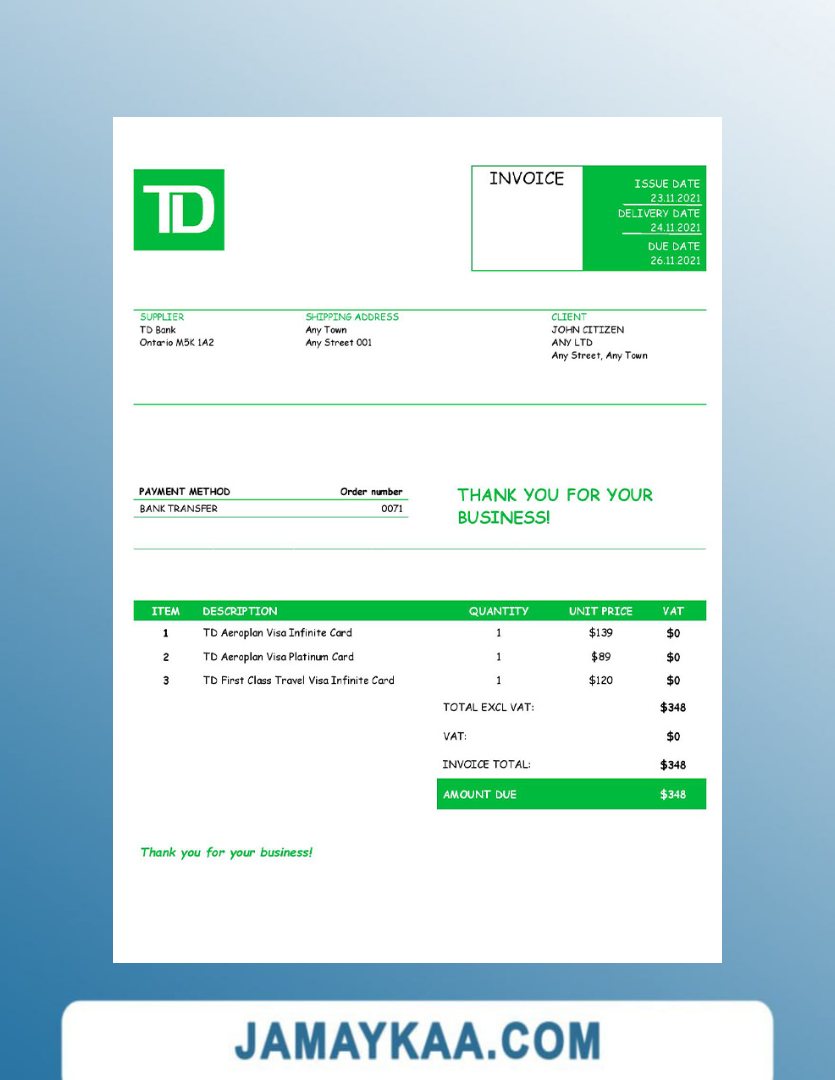 TD
INVOICE
ISSUE DATE
23.11.2021
DELIVERY DATE
24.11.2021
DUE DATE
26.11.2021
SUPPLIER
TD Bank
Ontario M5K 1A2
SHIPPING ADDRESS
Any Town
Any Street 001
CLIENT
JOHN CITIZEN
ANY LTD
Any Street, Any Town
PAYMENT METHOD Order number
BANK TRANSFER 0071
THANK YOU FOR YOUR
BUSINESS!
ITEM DESCRIPTION QUANTITY UNIT PRICE VAT
1 TD Aeroplan Visa Infinite Card 1 $139 $0
2 TD Aeroplan Visa Platinum Card 1 $89 $0
3 TD First Class Travel Visa Infinite Card 1 $120 $0
TOTAL EXCL VAT: $348
VAT: $0
INVOICE TOTAL: $348
AMOUNT DUE $348
Thank you for your business!
JAMAYKAA.COM